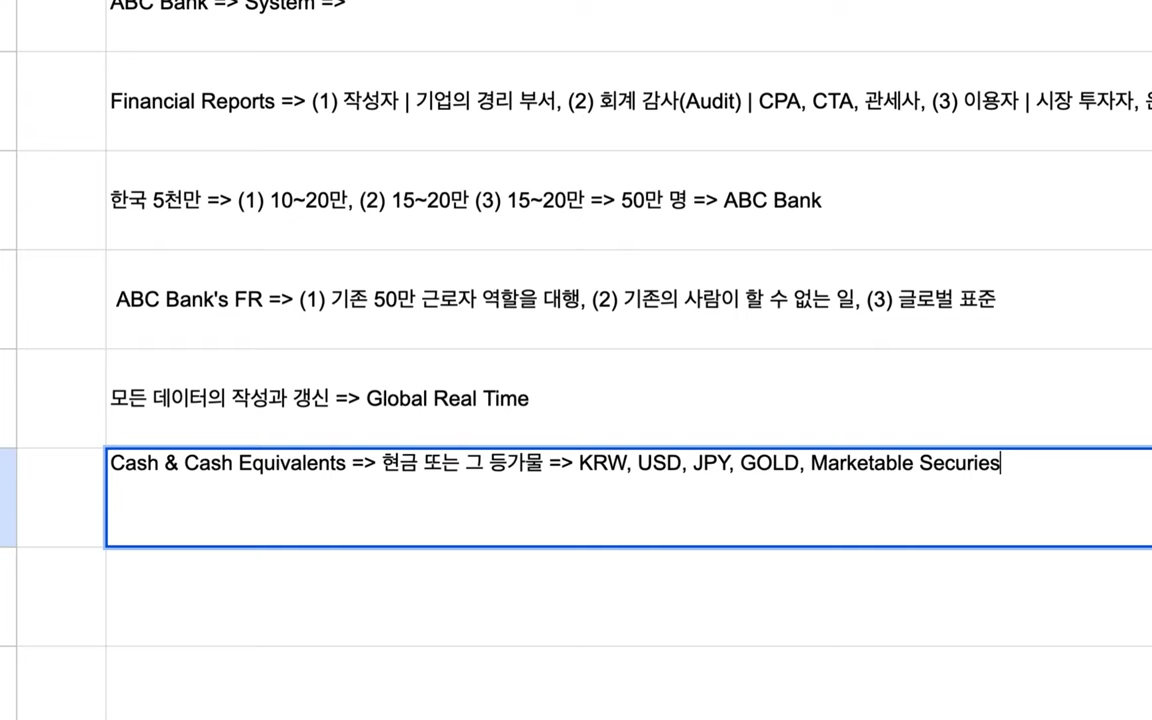 ABC Bank => System =>
Financial Reports => (1) 작성자 | 기업의 경리 부서, (2) 회계 감사(Audit) | CPA, CTA, 관세사, (3) 이용자 | 시장 투자자,
한국 5천만 => (1) 10~20만, (2) 15~20만 (3) 15~20만 => 50만 명 => ABC Bank
ABC Bank's FR => (1) 기존 50만 근로자 역할을 대행, (2) 기존의 사람이 할 수 없는 일, (3) 글로벌 표준
모든 데이터의 작성과 갱신 => Global Real Time
Cash & Cash Equivalents => 현금 또는 그 등가물 => KRW, USD, JPY, GOLD, Marketable Securies